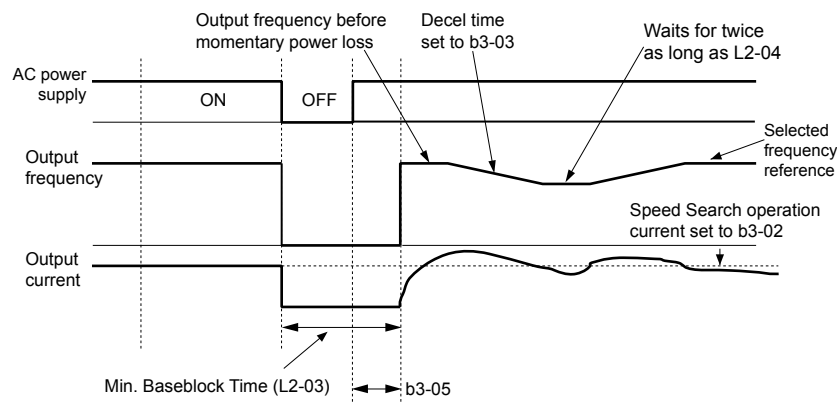 Output frequency before
momentary power loss
Decel time
set to b3-03
Waits for twice
as long as L2-04
AC power
supply
ON
OFF
Output
frequency
Selected
frequency
reference
Speed Search operation
current set to b3-02
Output
current
Min. Baseblock Time (L2-03)
b3-05